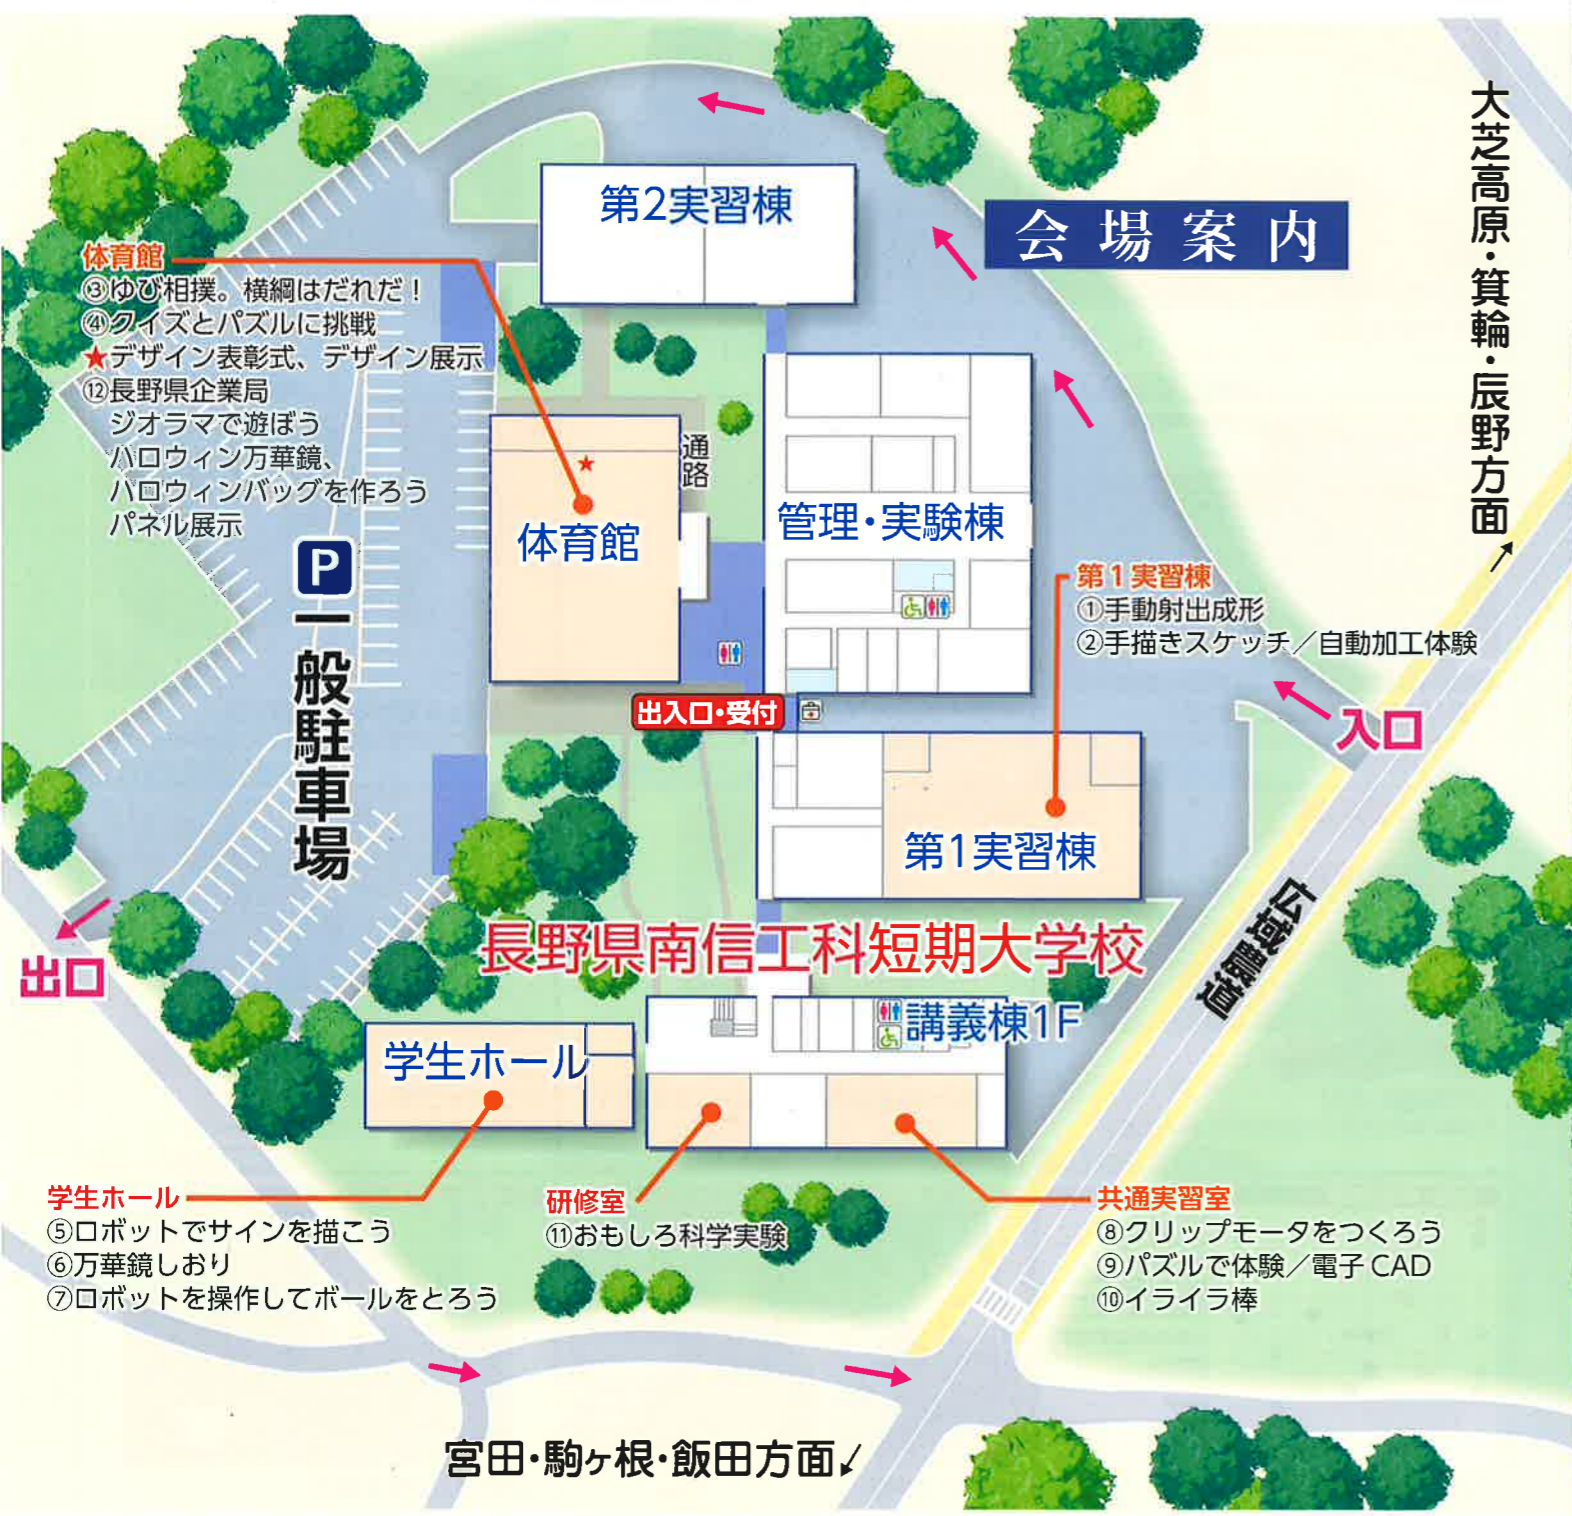 会場案内
大芝高原・箕輪・辰野方面
第2実習棟
体育館
③ゆび相撲。横綱はだれだ！
④クイズとパズルに挑戦
★デザイン表彰式、デザイン展示
⑫長野県企業局
ジオラマで遊ぼう
ハロウィン万華鏡、
ハロウィンバッグを作ろう
パネル展示
通路
体育館
管理・実験棟
P
一般駐車場
第1実習棟
①手動射出成形
②手描きスケッチ／自動加工体験
出入口・受付
入口
第1実習棟
広域農道
長野県南信工科短期大学校
出口
講義棟1F
学生ホール
学生ホール
⑤ロボットでサインを描こう
⑥万華鏡しおり
⑦ロボットを操作してボールをとろう
研修室
⑪おもしろ科学実験
共通実習室
⑧クリップモータをつくろう
⑨パズルで体験／電子CAD
⑩イライラ棒
宮田・駒ヶ根・飯田方面↙